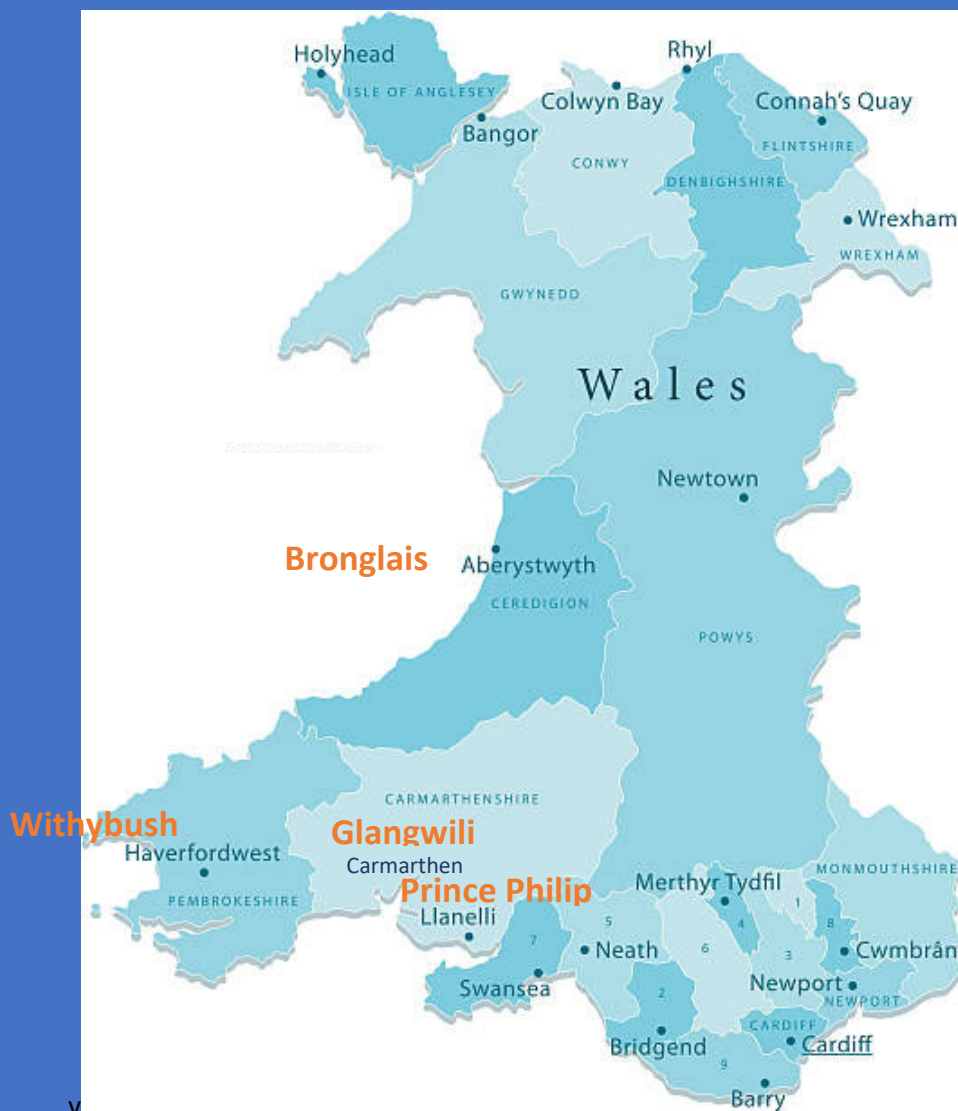 Holyhead
Rhyl
ISLE OF ANGLESEY
Colwyn Bay
Connah's Quay
Bangor
FLINTSHIRE
CONWY
DENBIGHSHIRE
Wrexham
WREXHAM
GWYNEDD
Wales
Newtown
Bronglais
Aberystwyth
CEREDIGION
POWYS
CARMARTHENSHIRE
Withybush
Glangwili
Haverfordwest
Carmarthen
MONMOUTHSHIRE
Prince Philip
Merthyr Tydfil
PEMBROKESHIRE
1
Llanelli
5
4
8
7
6
3
Neath
Cwmbrân
Swansea
2
Newport
NEWPORT
CARDIFF
Bridgend
Cardiff
9
Barry